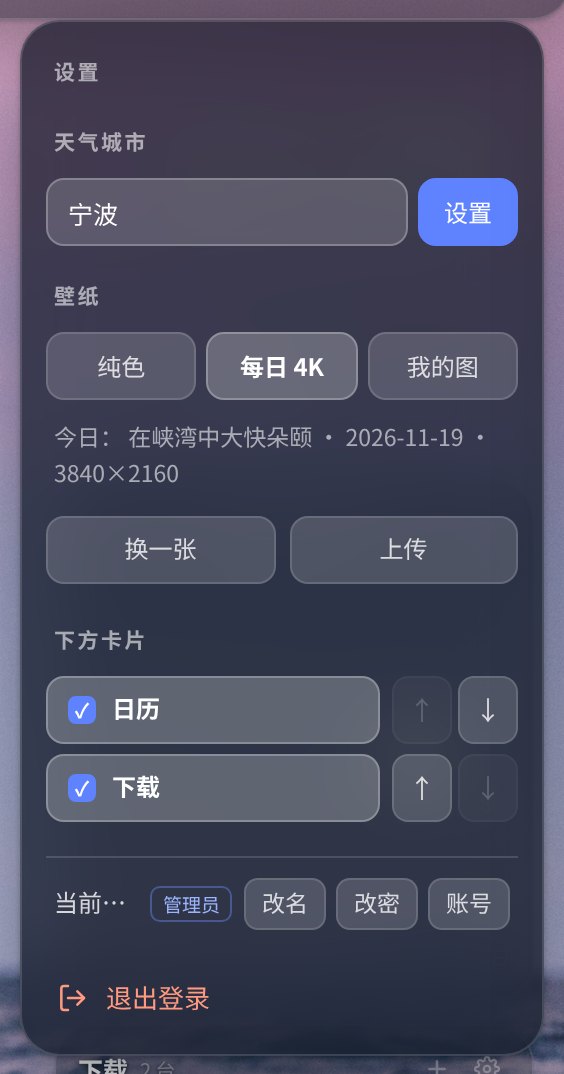 设置
天气城市
宁波
设置
壁纸
纯色
每日 4K
我的图
今日： 在峡湾中大快朵颐 · 2026-11-19 ·
3840×2160
换一张
上传
下方卡片
✓ 日历 ↑ ↓
✓ 下载 ↑ ↓
当前… 管理员 改名 改密 账号
退出登录
下载 2 台